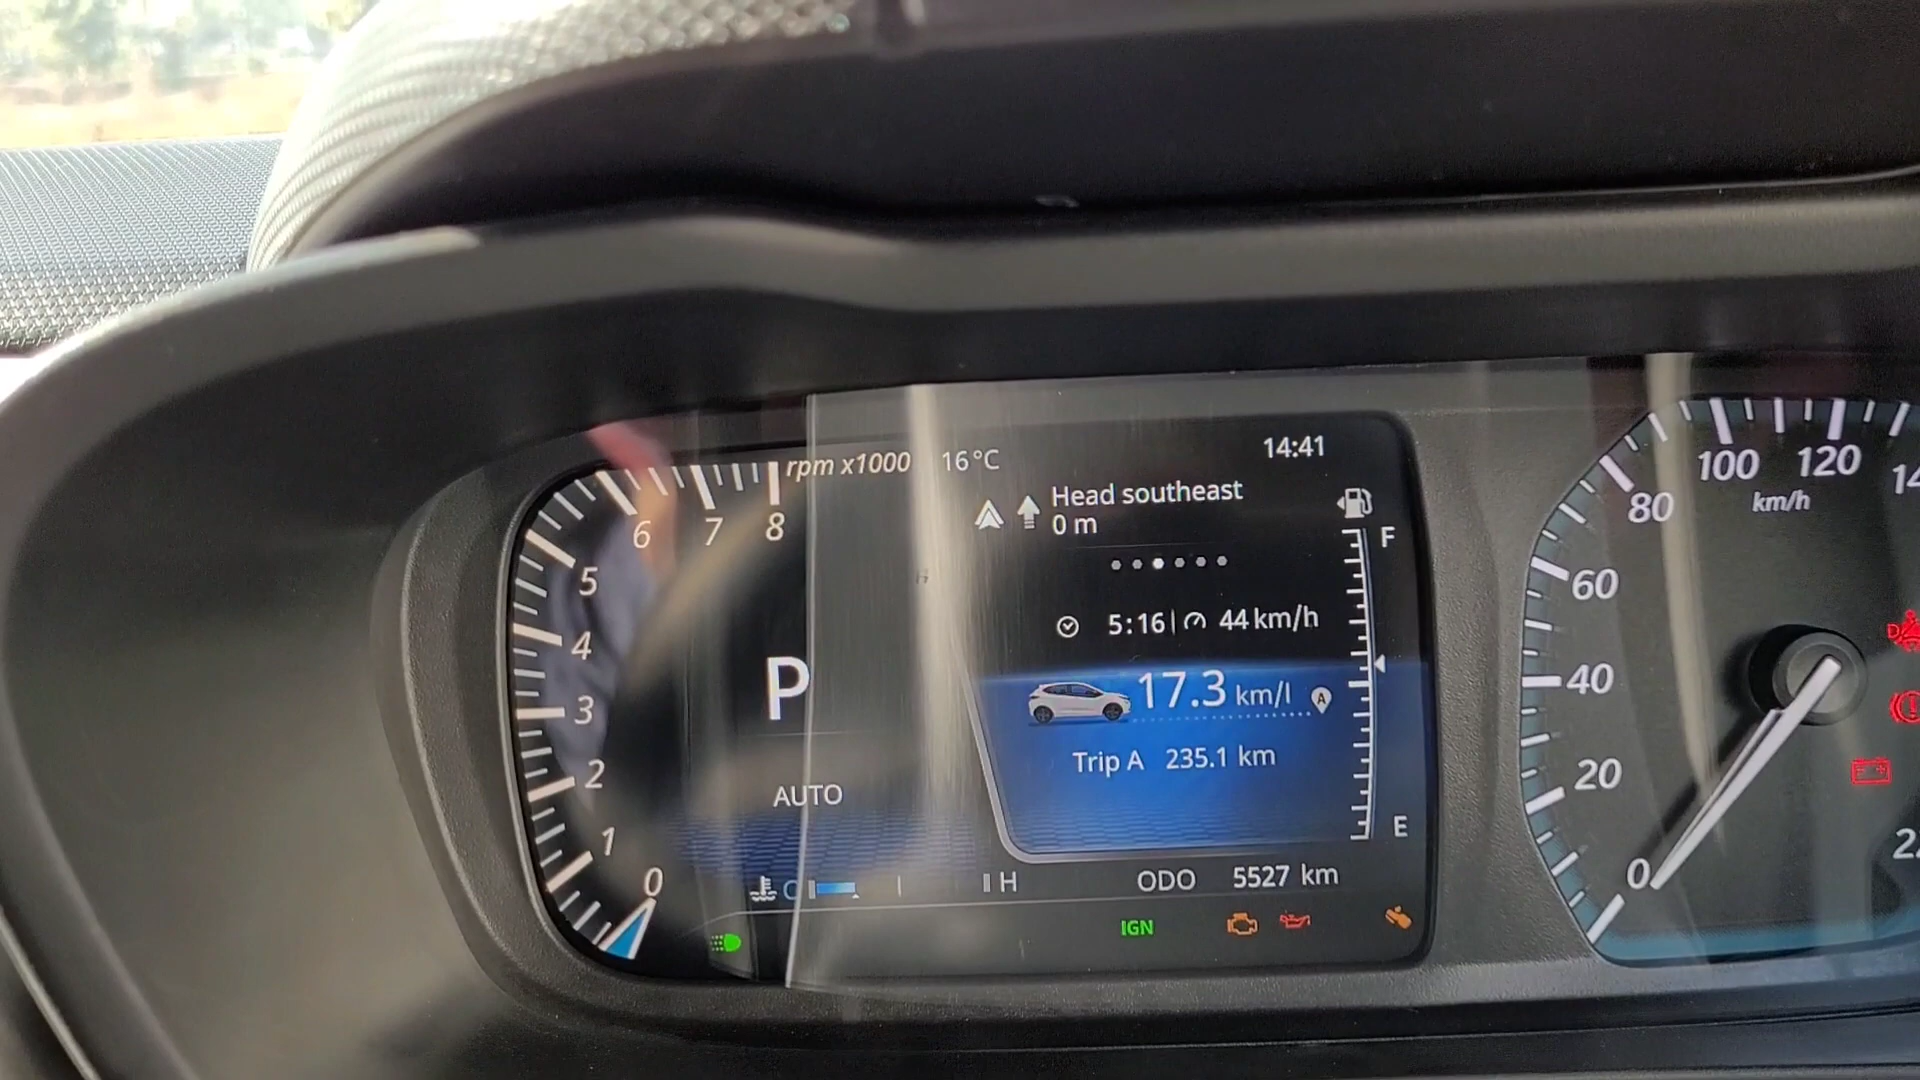 rpm x1000
16°C
14:41
Head southeast
0 m
F
5:16 44 km/h
17.3 km/l A
Trip A 235.1 km
E
P
AUTO
C H
ODO 5527 km
IGN
0
1
2
3
4
5
6
7
8
0
20
40
60
80
100
120
km/h